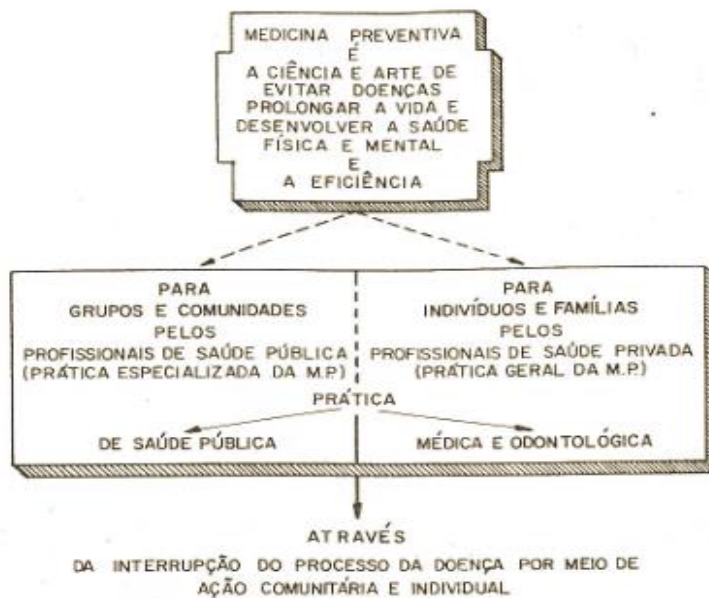 MEDICINA PREVENTIVA
É
A CIÊNCIA E ARTE DE
EVITAR DOENÇAS
PROLONGAR A VIDA E
DESENVOLVER A SAÚDE
FÍSICA E MENTAL
E
A EFICIÊNCIA
PARA
GRUPOS E COMUNIDADES
PELOS
PROFISSIONAIS DE SAÚDE PÚBLICA
(PRÁTICA ESPECIALIZADA DA M.P.)
PARA
INDIVÍDUOS E FAMÍLIAS
PELOS
PROFISSIONAIS DE SAÚDE PRIVADA
(PRÁTICA GERAL DA M.P.)
PRÁTICA
DE SAÚDE PÚBLICA
MÉDICA E ODONTOLÓGICA
ATRAVÉS
DA INTERRUPÇÃO DO PROCESSO DA DOENÇA POR MEIO DE
AÇÃO COMUNITÁRIA E INDIVIDUAL